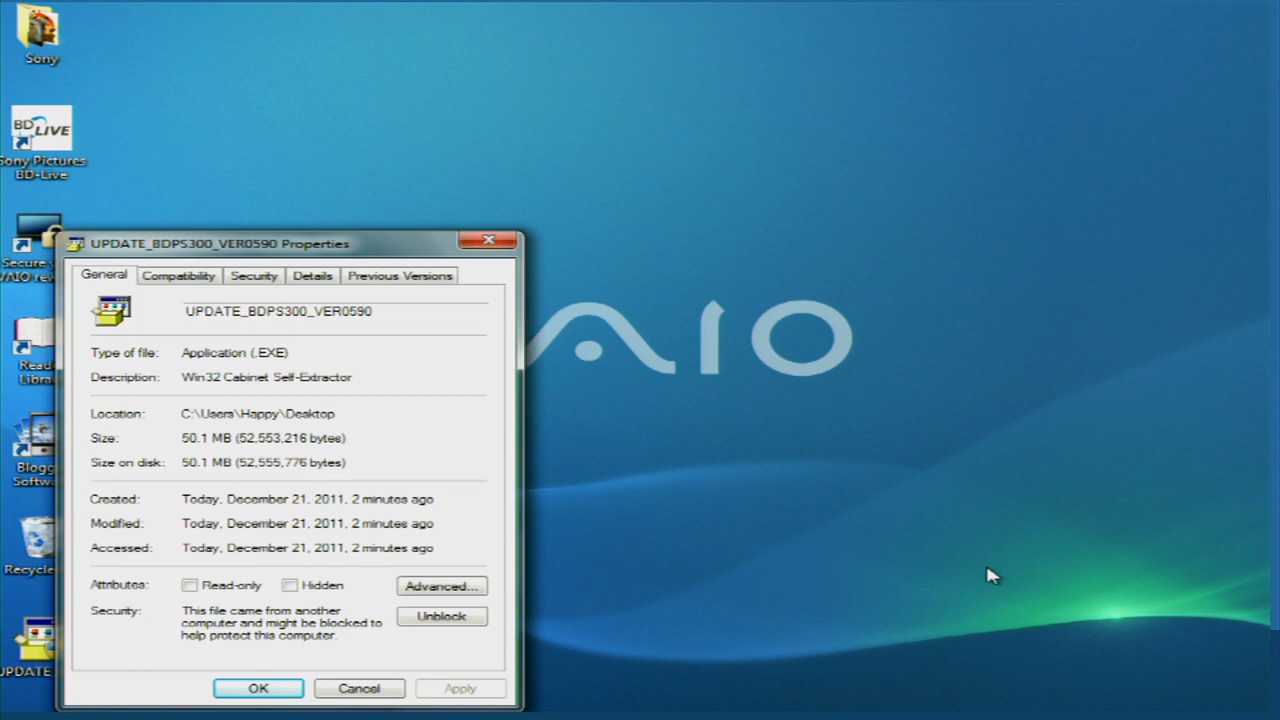 Sony
BD LIVE
Sony Pictures
BD-Live
Secure
VAIO
Blogg
Softw
Recycle
UPDATE
VAIO
UPDATE_BDPS300_VER0590 Properties
General Compatibility Security Details Previous Versions
UPDATE_BDPS300_VER0590
Type of file: Application (.EXE)
Description: Win32 Cabinet Self-Extractor
Location: C:\Users\Happy\Desktop
Size: 50.1 MB (52,553,216 bytes)
Size on disk: 50.1 MB (52,555,776 bytes)
Created: Today, December 21, 2011, 2 minutes ago
Modified: Today, December 21, 2011, 2 minutes ago
Accessed: Today, December 21, 2011, 2 minutes ago
Attributes: Read-only Hidden Advanced...
Security: This file came from another
computer and might be blocked to
help protect this computer.
Unblock
OK Cancel Apply